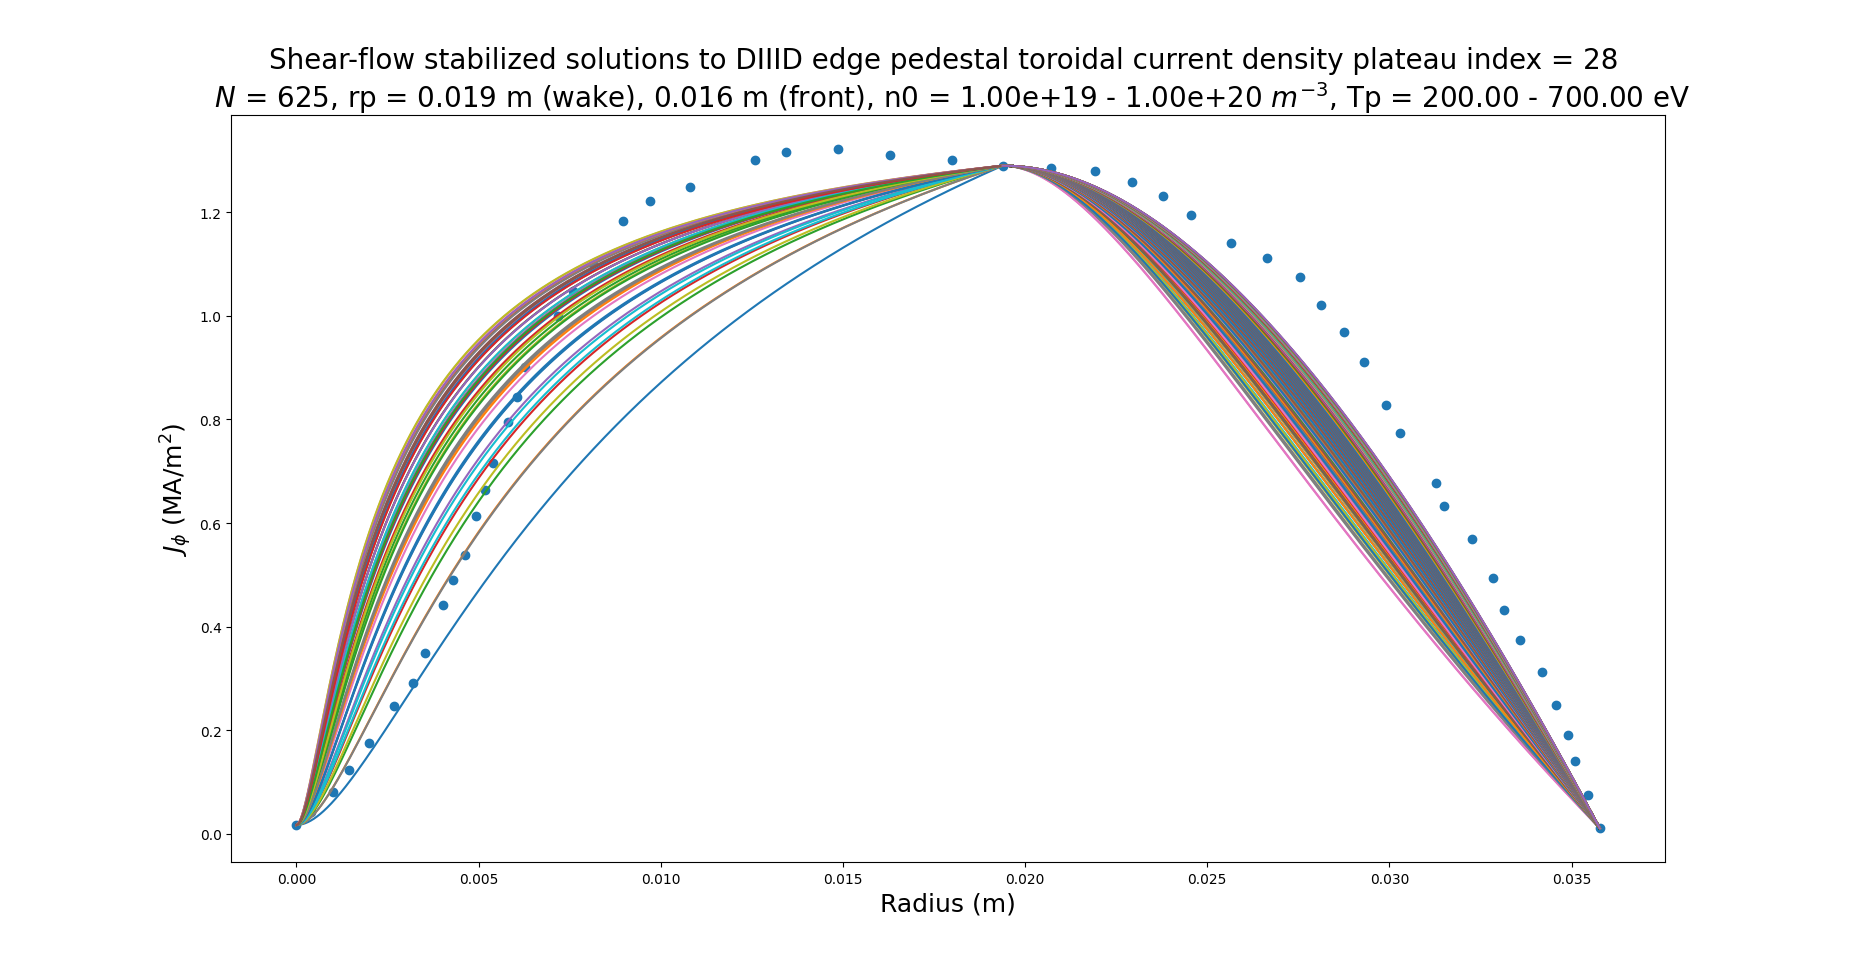 Shear-flow stabilized solutions to DIIID edge pedestal toroidal current density plateau index = 28
N = 625, rp = 0.019 m (wake), 0.016 m (front), n0 = 1.00e+19 - 1.00e+20 m⁻³, Tp = 200.00 - 700.00 eV
J_ϕ (MA/m²)
1.2
1.0
0.8
0.6
0.4
0.2
0.0
0.000 0.005 0.010 0.015 0.020 0.025 0.030 0.035
Radius (m)